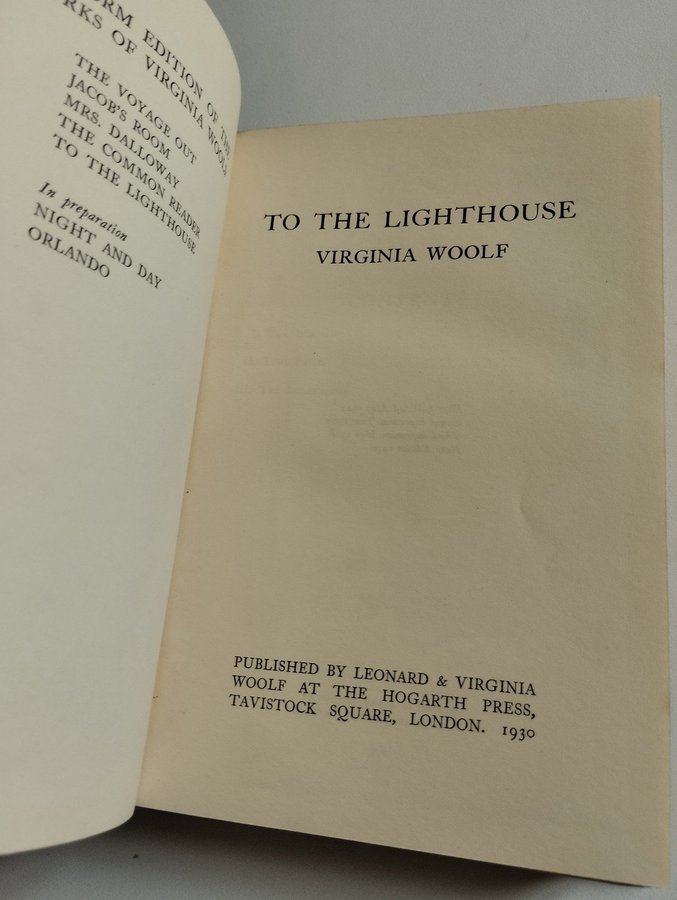 FORM EDITION OF THE
WORKS OF VIRGINIA WOOLF
THE VOYAGE OUT
JACOB'S ROOM
MRS. DALLOWAY
THE COMMON READER
TO THE LIGHTHOUSE
In preparation
NIGHT AND DAY
ORLANDO
TO THE LIGHTHOUSE
VIRGINIA WOOLF
PUBLISHED BY LEONARD & VIRGINIA
WOOLF AT THE HOGARTH PRESS,
TAVISTOCK SQUARE, LONDON. 1930